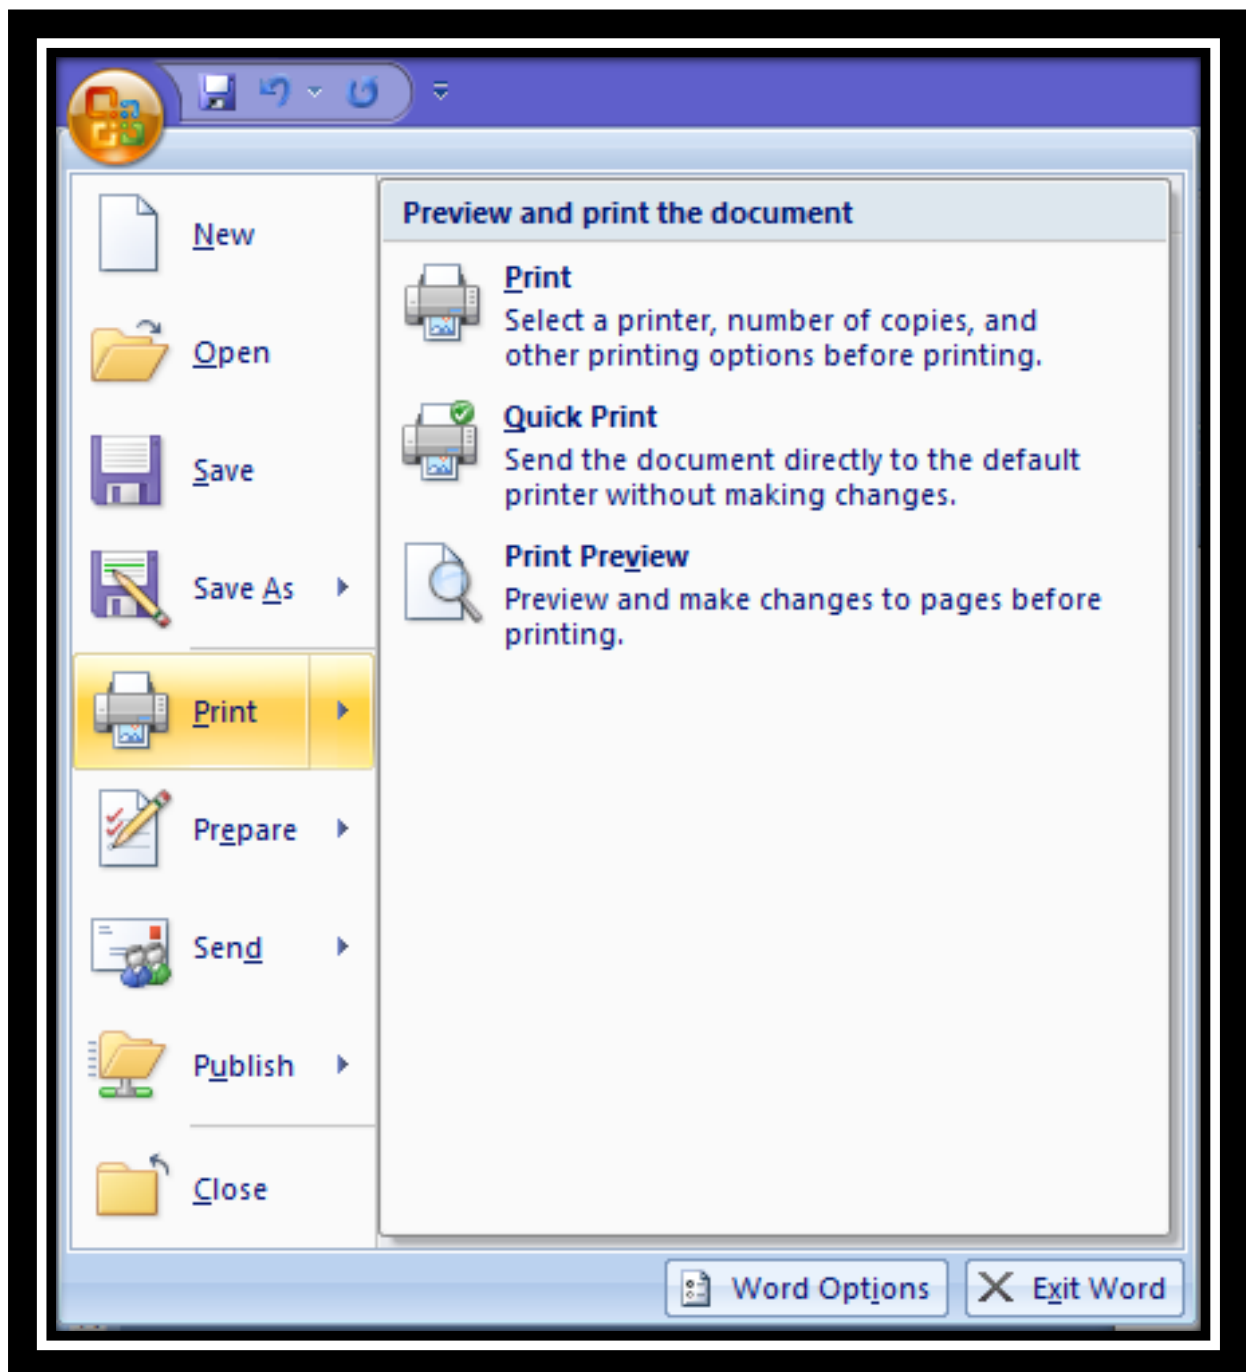 New
Open
Save
Save As
Print
Prepare
Send
Publish
Close
Preview and print the document
Print
Select a printer, number of copies, and
other printing options before printing.
Quick Print
Send the document directly to the default
printer without making changes.
Print Preview
Preview and make changes to pages before
printing.
Word Options
Exit Word